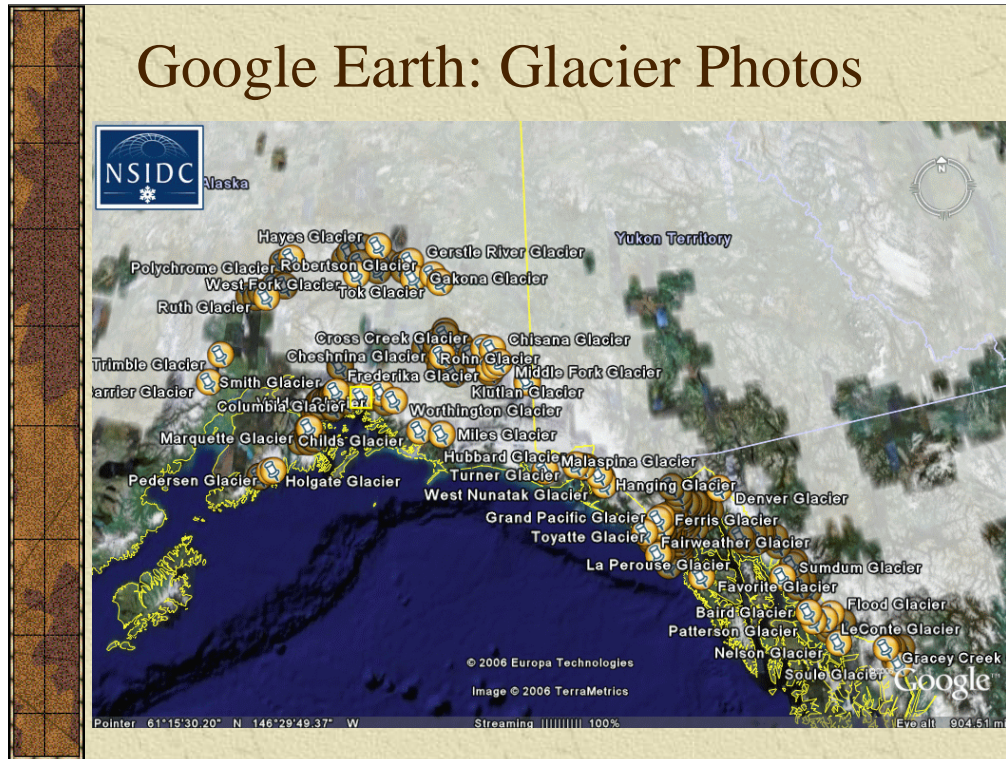 Google Earth: Glacier Photos
NSIDC
Alaska
Yukon Territory
N
Hayes Glacier
Gerstle River Glacier
Polychrome Glacier
Robertson Glacier
West Fork Glacier
Gakona Glacier
Tok Glacier
Ruth Glacier
Cross Creek Glacier
Chisana Glacier
Cheshnina Glacier
Rohn Glacier
Trimble Glacier
Frederika Glacier
Middle Fork Glacier
arrier Glacier
Smith Glacier
Klutlan Glacier
Columbia Glacier
Worthington Glacier
Marquette Glacier
Childs Glacier
Miles Glacier
Hubbard Glacie
Malaspina Glacier
Pedersen Glacier
Holgate Glacier
Turner Glacier
Hanging Glacier
West Nunatak Glacier
Denver Glacier
Grand Pacific Glacier
Ferris Glacier
Toyatte Glacier
Fairweather Glacier
La Perouse Glacier
Sumdum Glacier
Favorite Glacier
Baird Glacier
Flood Glacier
Patterson Glacier
LeConte Glacier
Nelson Glacier
Gracey Creek
Soule Glacier
© 2006 Europa Technologies
Image © 2006 TerraMetrics
Google
Pointer 61°15'30.20" N 146°29'49.37" W Streaming |||||||||| 100% Eye alt 904.51 mi